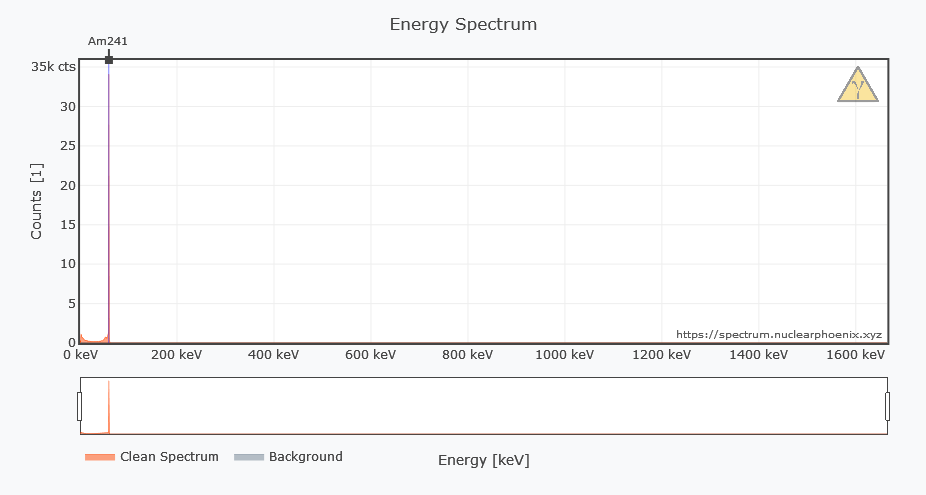 Energy Spectrum
Am241
35k cts
30
25
20
15
10
5
0
Counts [1]
γ
https://spectrum.nuclearphoenix.xyz
0 keV 200 keV 400 keV 600 keV 800 keV 1000 keV 1200 keV 1400 keV 1600 keV
Clean Spectrum Background
Energy [keV]